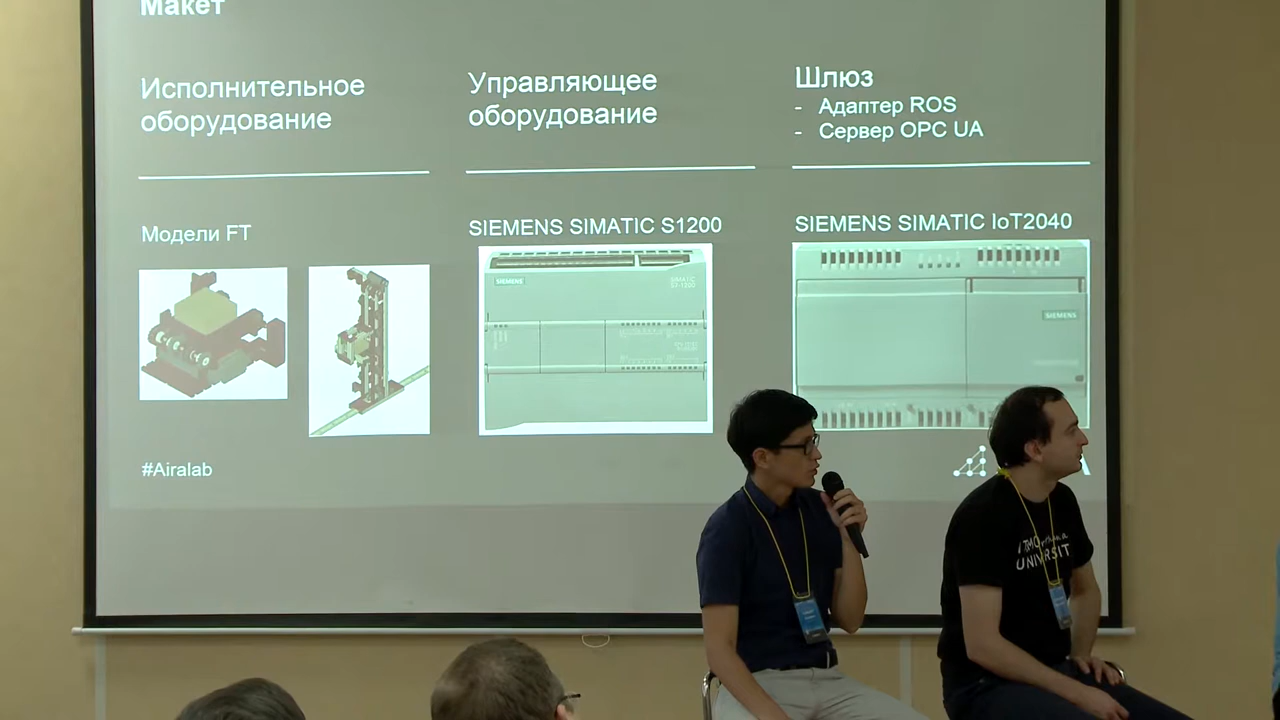 Макет
Исполнительное
оборудование
Управляющее
оборудование
Шлюз
- Адаптер ROS
- Сервер OPC UA
Модели FT
SIEMENS SIMATIC S1200
SIEMENS SIMATIC IoT2040
SIEMENS
SIEMENS
#Airalab
UNIVERSIT